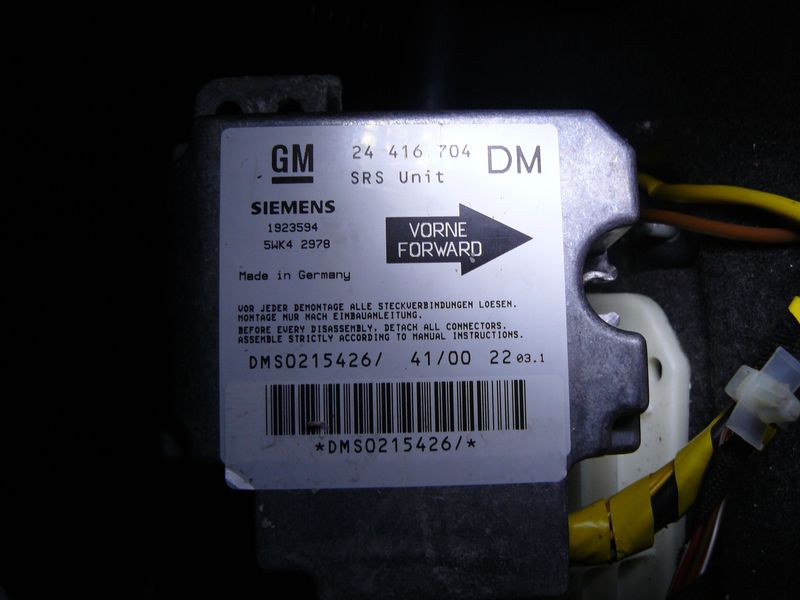 GM 24 416 704 DM
SRS Unit
SIEMENS
1923594
5WK4 2978
VORNE
FORWARD
Made in Germany
VOR JEDER DEMONTAGE ALLE STECKVERBINDUNGEN LOESEN.
MONTAGE NUR NACH EINBAUANLEITUNG.
BEFORE EVERY DISASSEMBLY, DETACH ALL CONNECTORS.
ASSEMBLE STRICTLY ACCORDING TO MANUAL INSTRUCTIONS.
DMS0215426/ 41/00 22 03.1
*DMS0215426/*